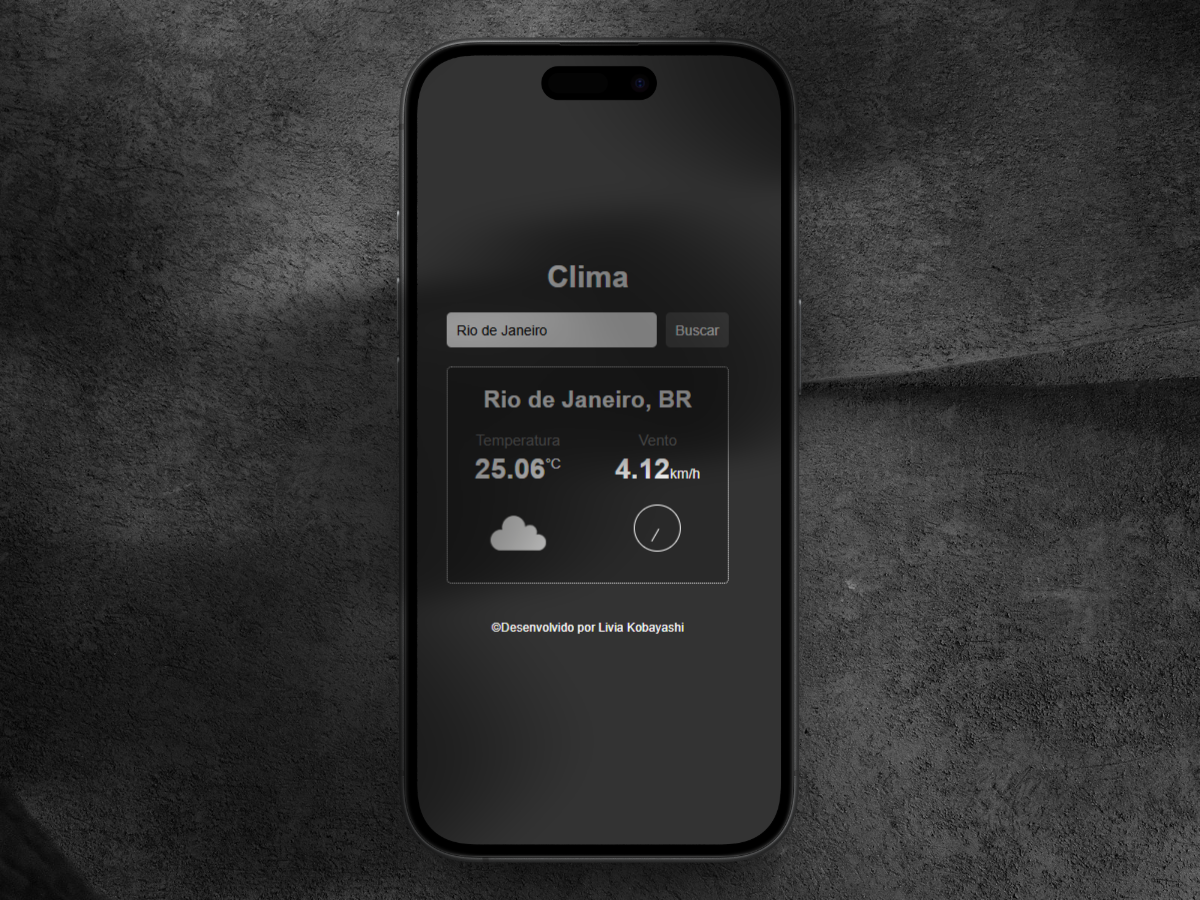 Clima
Rio de Janeiro
Buscar
Rio de Janeiro, BR
Temperatura
Vento
25.06°C
4.12km/h
©Desenvolvido por Livia Kobayashi